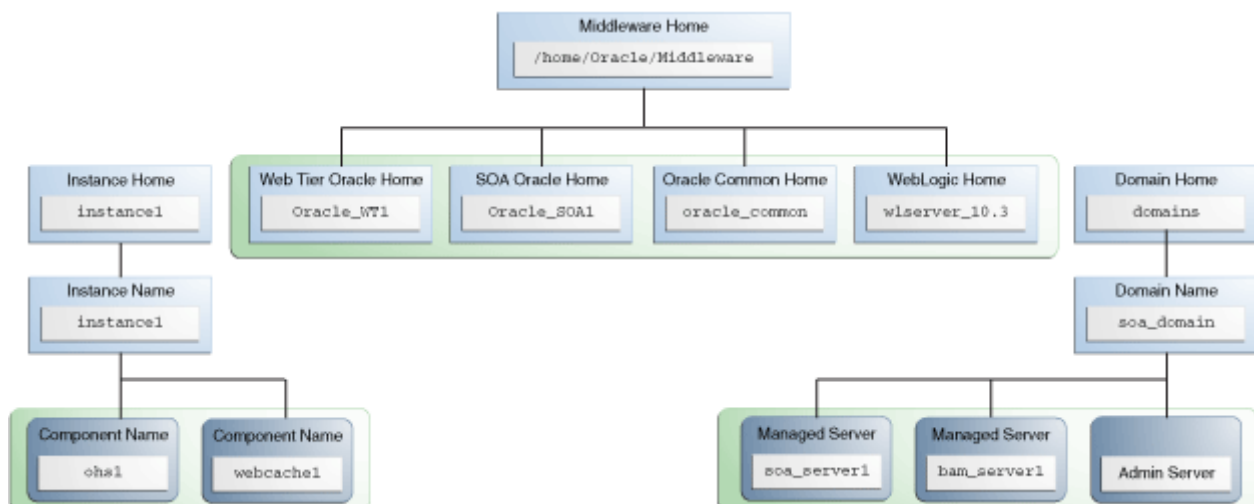 Middleware Home
/home/Oracle/Middleware
Instance Home
instance1
Web Tier Oracle Home
Oracle_WT1
SOA Oracle Home
Oracle_SOA1
Oracle Common Home
oracle_common
WebLogic Home
wlserver_10.3
Domain Home
domains
Instance Name
instance1
Domain Name
soa_domain
Component Name
ohs1
Component Name
webcache1
Managed Server
soa_server1
Managed Server
bam_server1
Admin Server